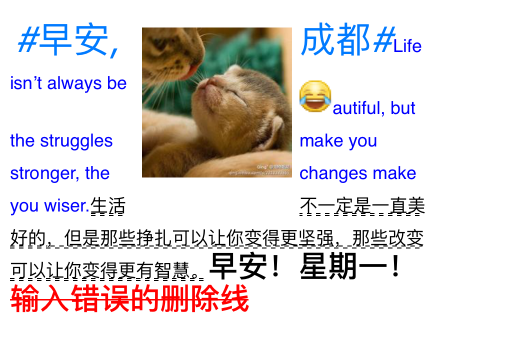 #早安, 成都#Life
isn’t always be 😂autiful, but
the struggles make you
stronger, the changes make
you wiser.生活 不一定是一直美
好的，但是那些挣扎可以让你变得更坚强，那些改变
可以让你变得更有智慧。早安！星期一！
输入错误的删除线